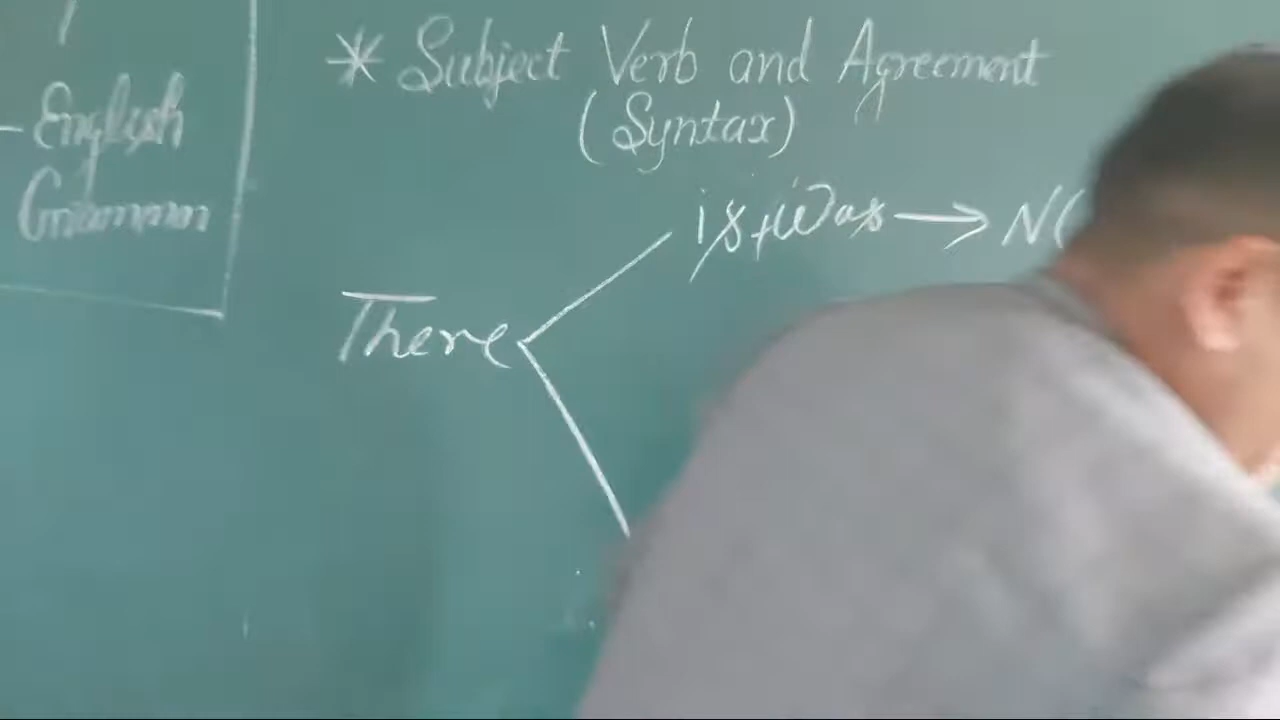 English
Grammar
* Subject Verb and Agreement
(Syntax)
is, was → N(
There